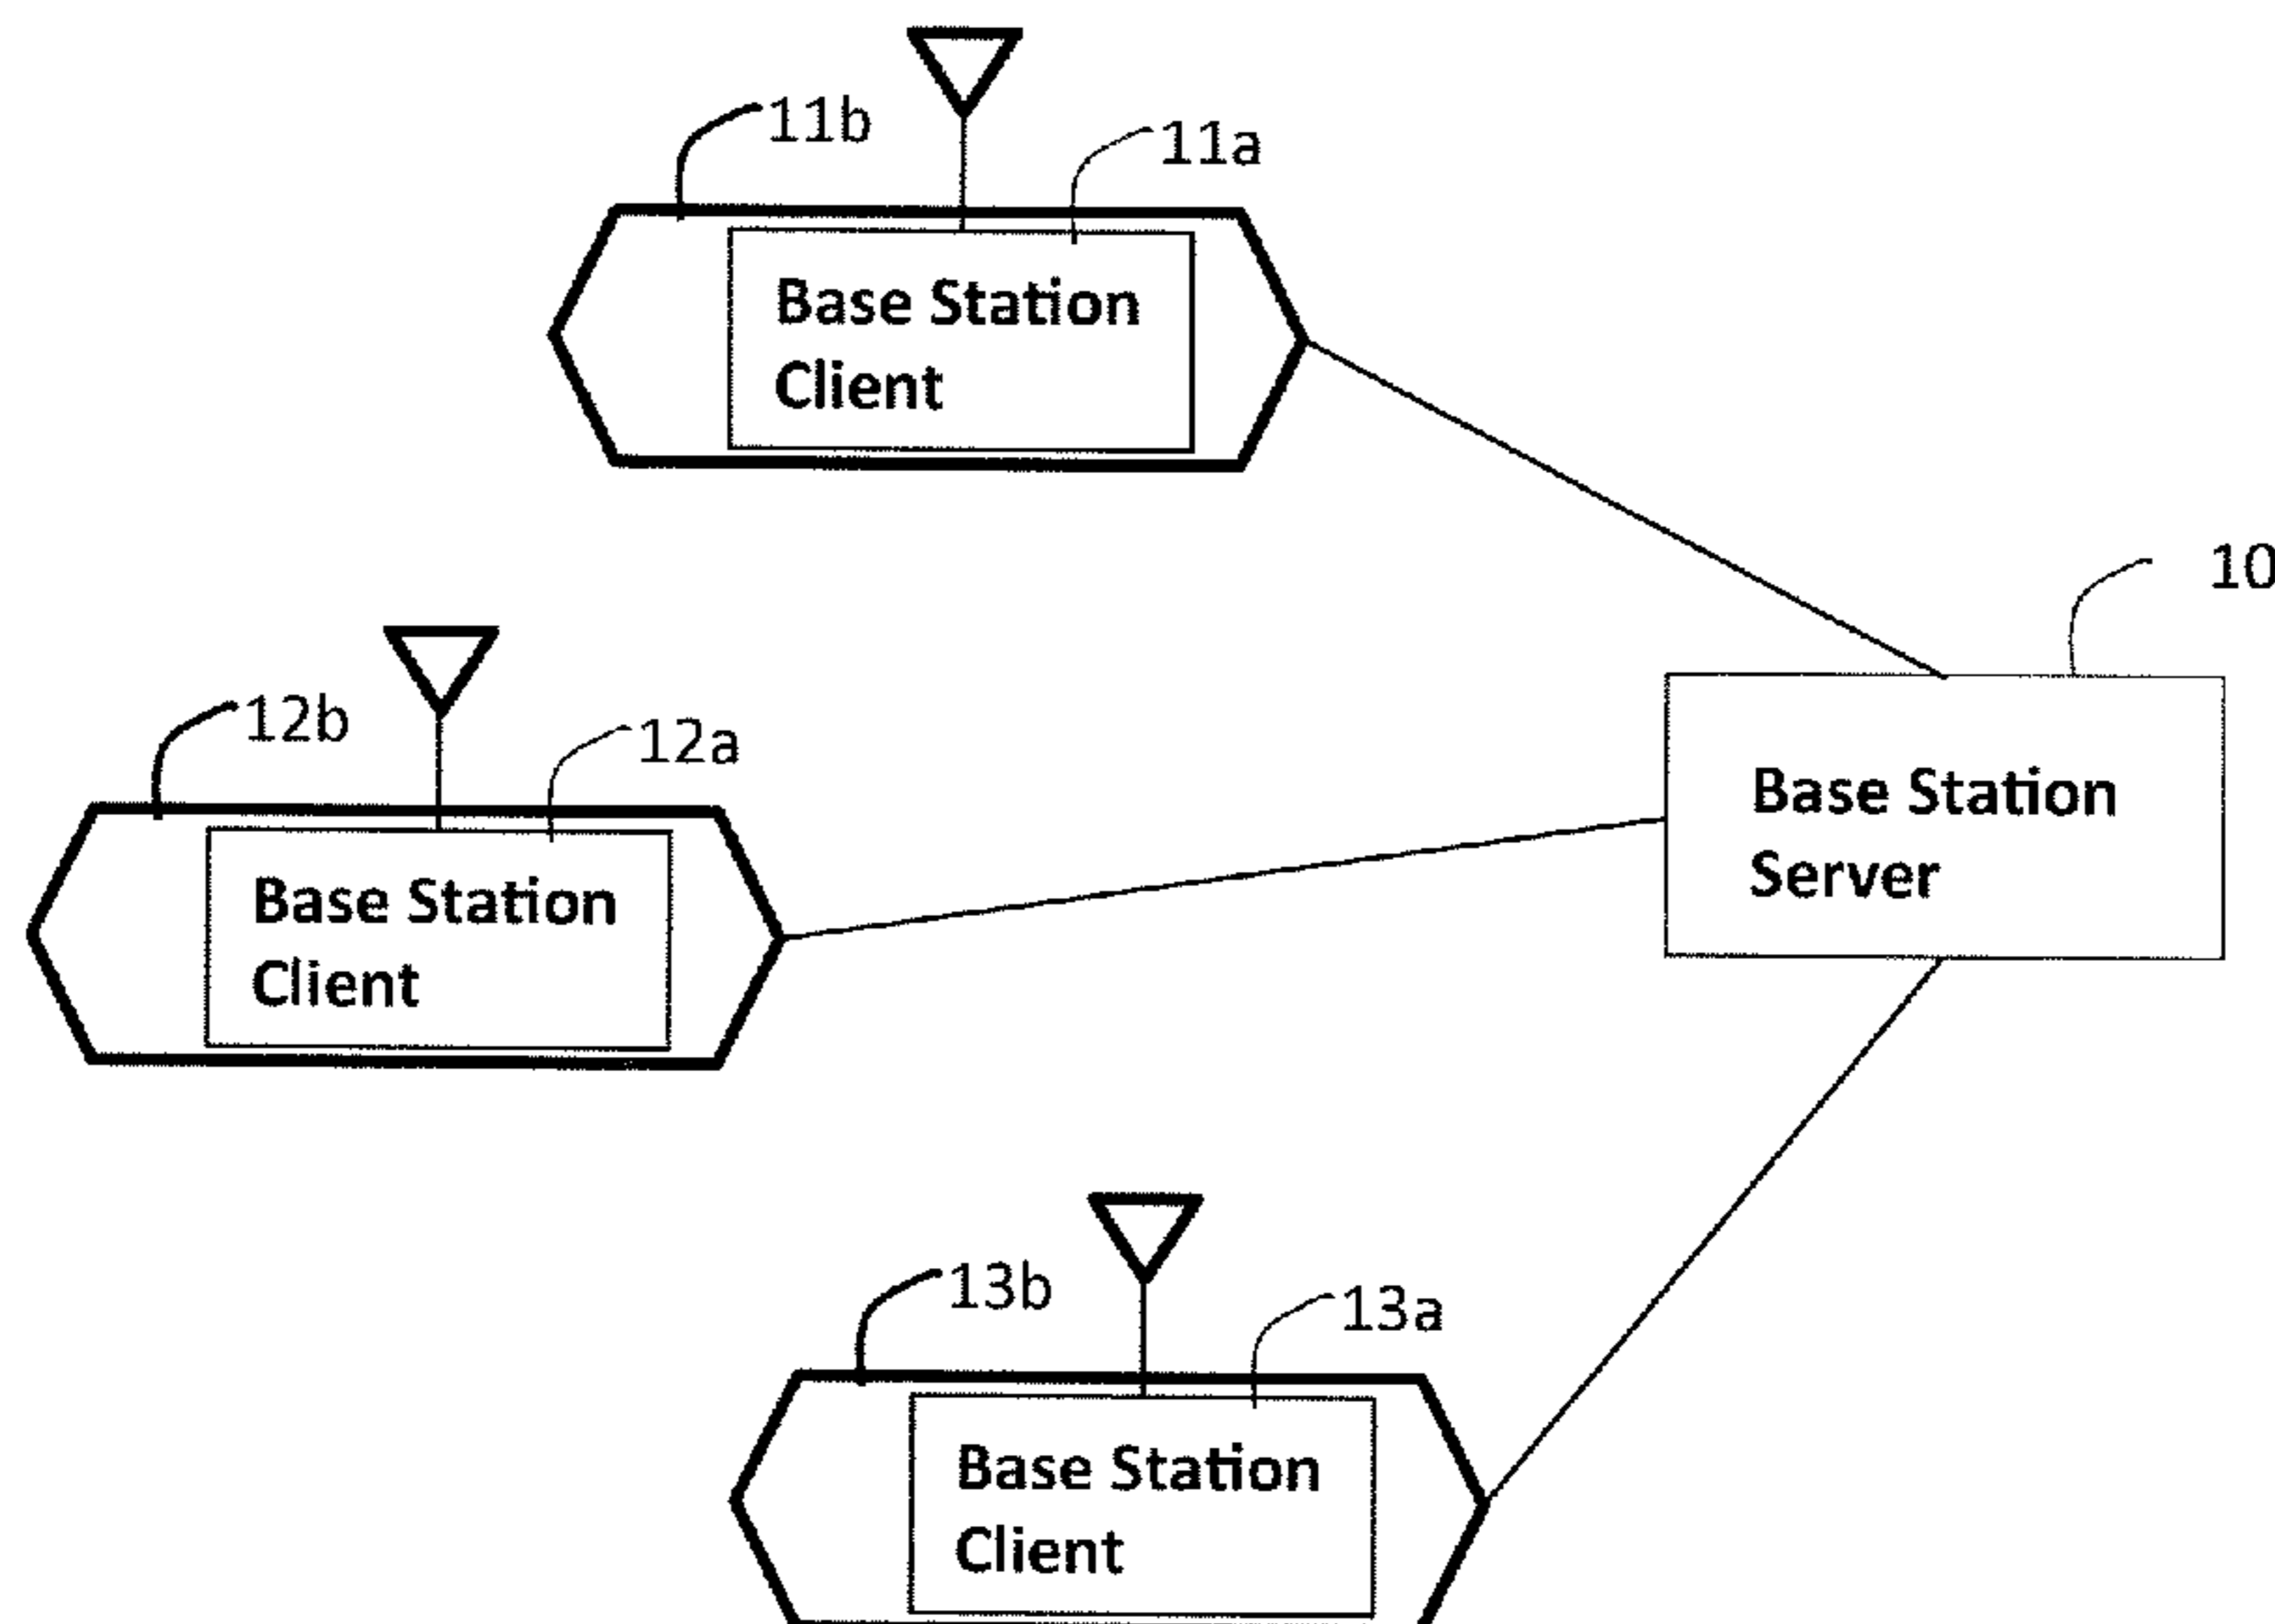 11b
11a
Base Station
Client
10
12b
12a
Base Station
Client
Base Station
Server
13b
13a
Base Station
Client